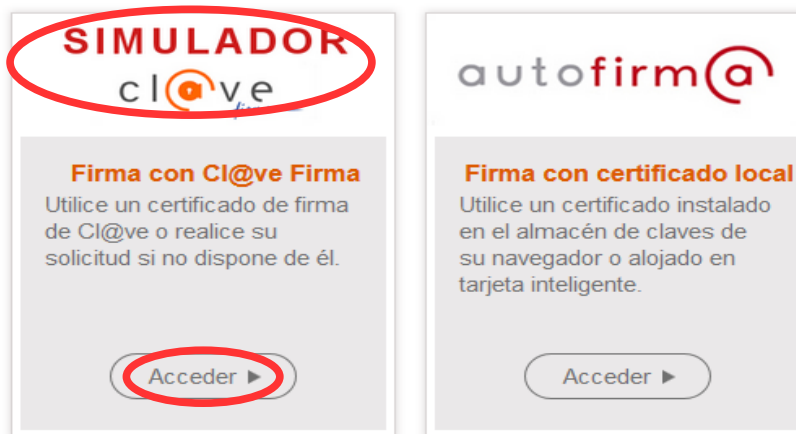 SIMULADOR
cl@ve
Firma con Cl@ve Firma
Utilice un certificado de firma
de Cl@ve o realice su
solicitud si no dispone de él.
Acceder ►
autofirm@
Firma con certificado local
Utilice un certificado instalado
en el almacén de claves de
su navegador o alojado en
tarjeta inteligente.
Acceder ►